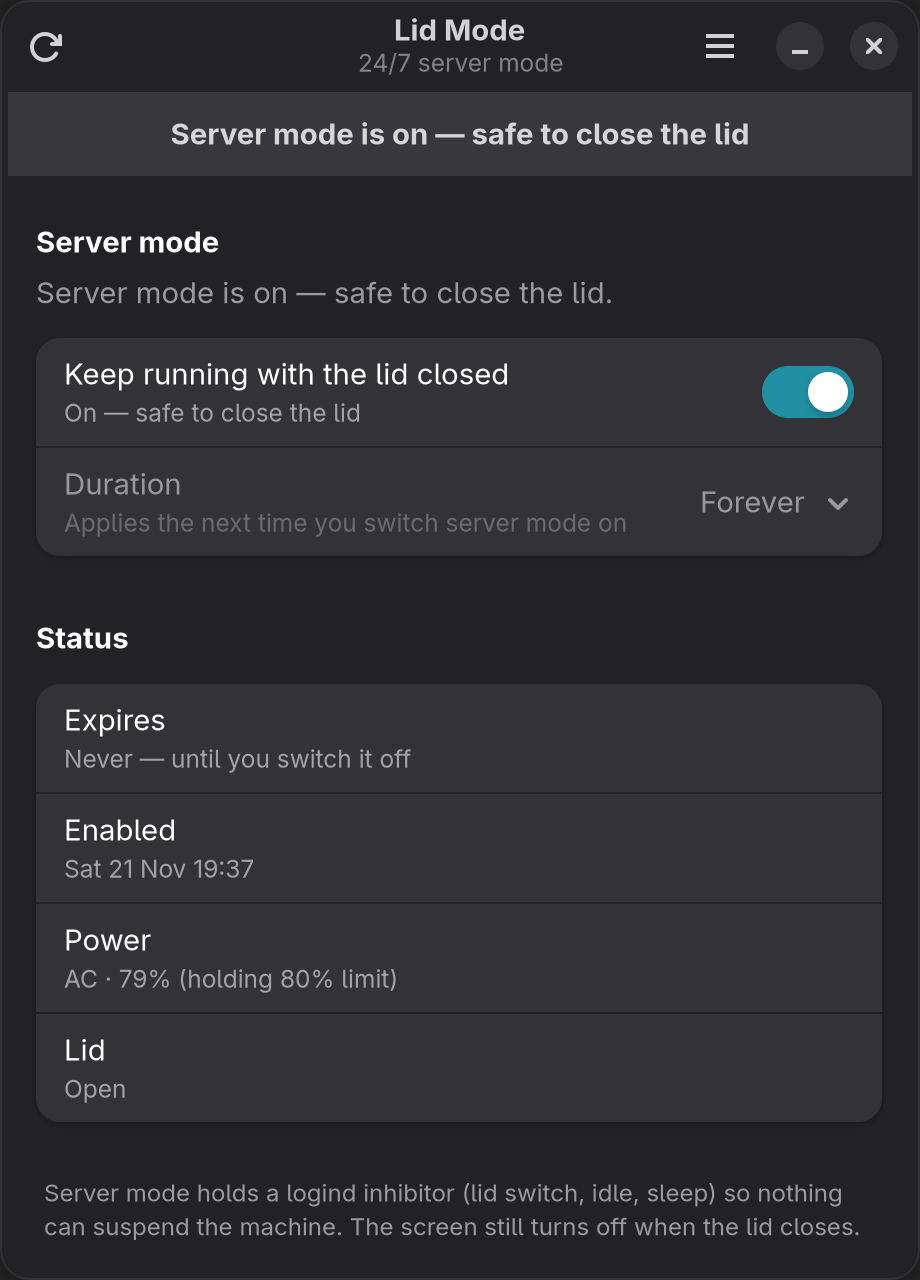 Lid Mode
24/7 server mode
Server mode is on — safe to close the lid
Server mode
Server mode is on — safe to close the lid.
Keep running with the lid closed
On — safe to close the lid
Duration
Applies the next time you switch server mode on
Forever
Status
Expires
Never — until you switch it off
Enabled
Sat 21 Nov 19:37
Power
AC · 79% (holding 80% limit)
Lid
Open
Server mode holds a logind inhibitor (lid switch, idle, sleep) so nothing
can suspend the machine. The screen still turns off when the lid closes.